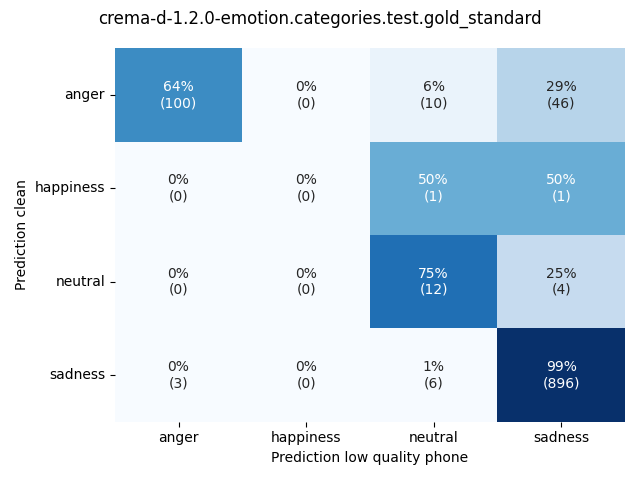 crema-d-1.2.0-emotion.categories.test.gold_standard
Prediction clean
anger
64% 0% 6% 29%
(100) (0) (10) (46)
happiness
0% 0% 50% 50%
(0) (0) (1) (1)
neutral
0% 0% 75% 25%
(0) (0) (12) (4)
sadness
0% 0% 1% 99%
(3) (0) (6) (896)
anger happiness neutral sadness
Prediction low quality phone